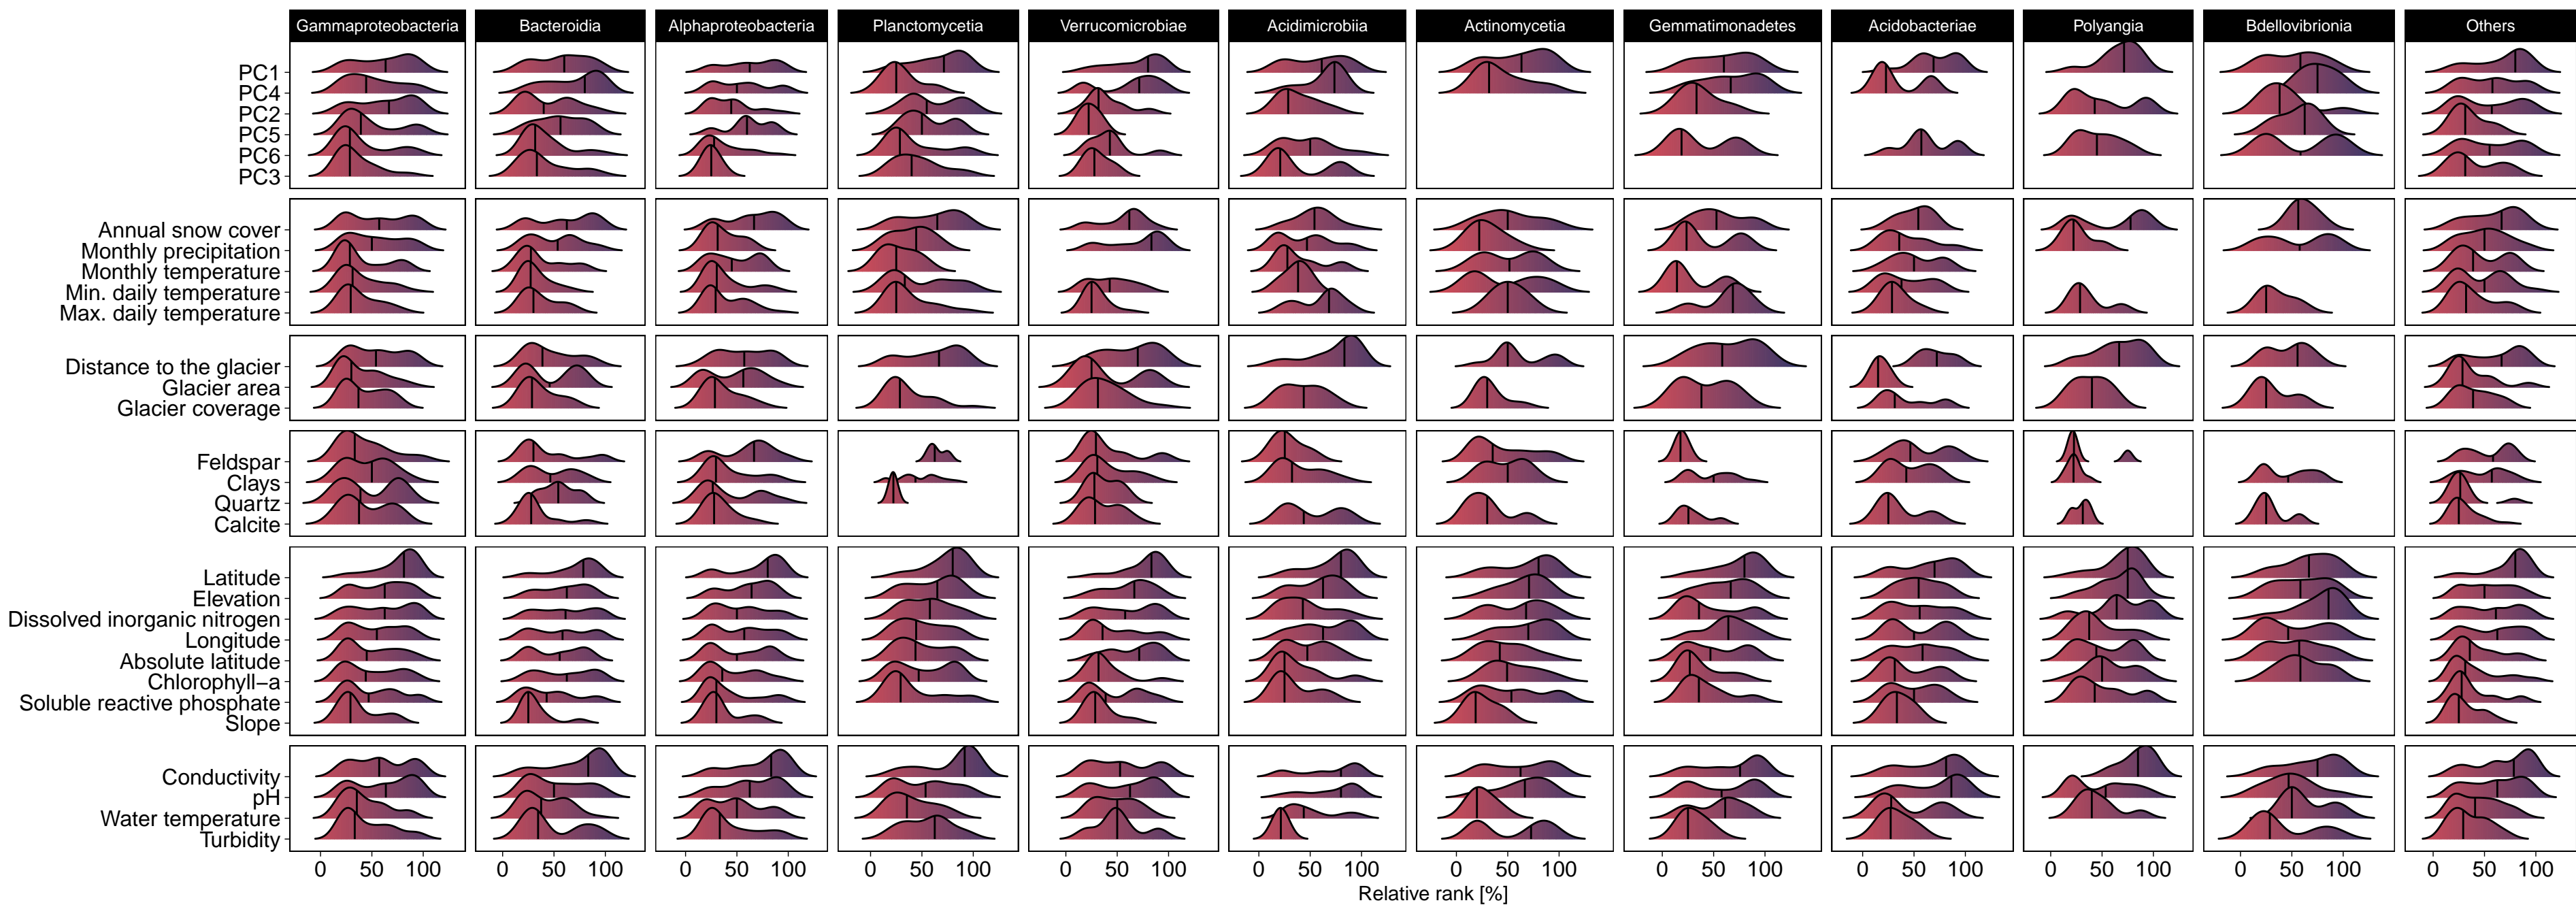 Gammaproteobacteria Bacteroidia Alphaproteobacteria Planctomycetia Verrucomicrobiae Acidimicrobiia Actinomycetia Gemmatimonadetes Acidobacteriae Polyangia Bdellovibrionia Others
PC1
PC4
PC2
PC5
PC6
PC3
Annual snow cover
Monthly precipitation
Monthly temperature
Min. daily temperature
Max. daily temperature
Distance to the glacier
Glacier area
Glacier coverage
Feldspar
Clays
Quartz
Calcite
Latitude
Elevation
Dissolved inorganic nitrogen
Longitude
Absolute latitude
Chlorophyll−a
Soluble reactive phosphate
Slope
Conductivity
pH
Water temperature
Turbidity
0 50 100 0 50 100 0 50 100 0 50 100 0 50 100 0 50 100 0 50 100 0 50 100 0 50 100 0 50 100 0 50 100 0 50 100
Relative rank [%]